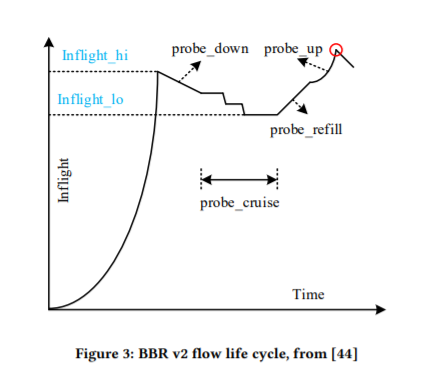 Inflight_hi
probe_down
probe_up
Inflight_lo
probe_refill
Inflight
probe_cruise
Time
Figure 3: BBR v2 flow life cycle, from [44]